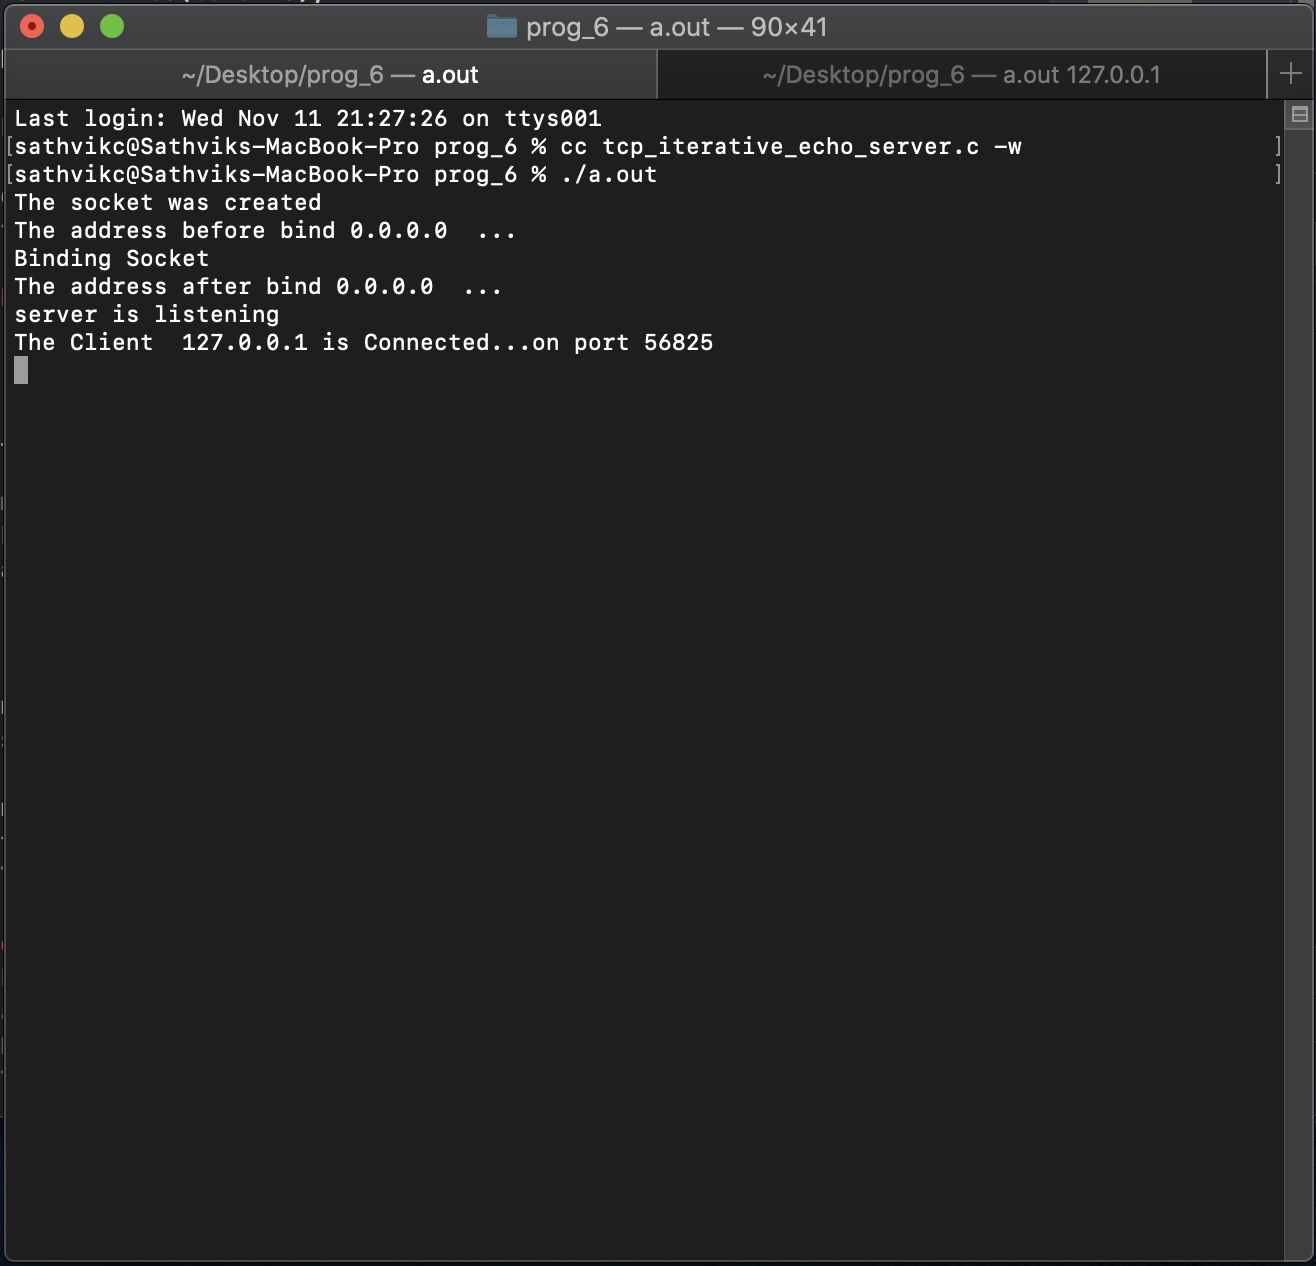 prog_6 — a.out — 90×41
~/Desktop/prog_6 — a.out
~/Desktop/prog_6 — a.out 127.0.0.1
Last login: Wed Nov 11 21:27:26 on ttys001
[sathvikc@Sathviks-MacBook-Pro prog_6 % cc tcp_iterative_echo_server.c -w ]
[sathvikc@Sathviks-MacBook-Pro prog_6 % ./a.out ]
The socket was created
The address before bind 0.0.0.0  ...
Binding Socket
The address after bind 0.0.0.0  ...
server is listening
The Client  127.0.0.1 is Connected...on port 56825